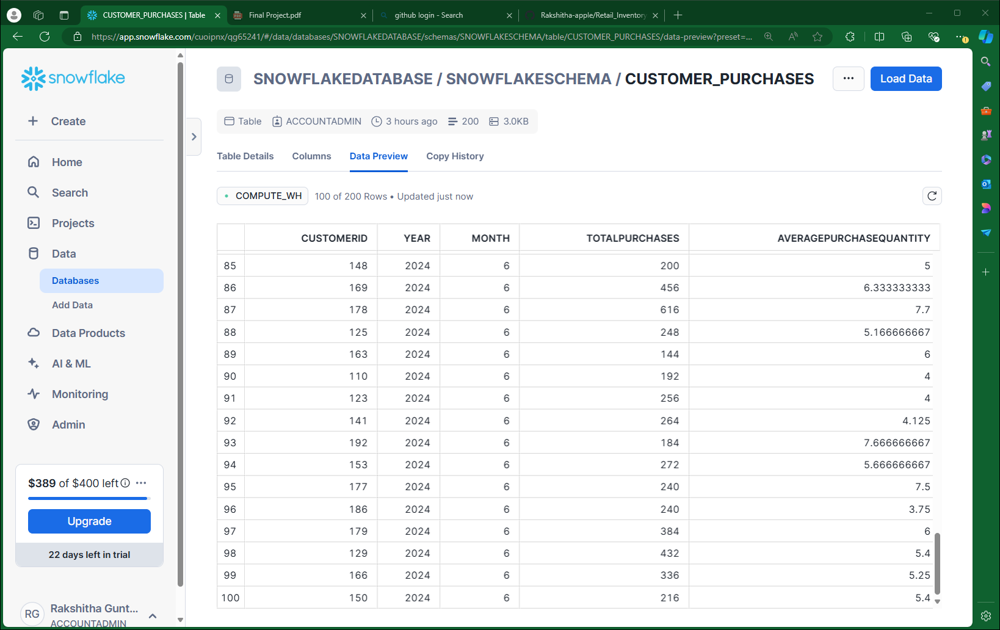 CUSTOMER_PURCHASES | Table
Final Project.pdf
github login - Search
Rakshitha-apple/Retail_Inventory
https://app.snowflake.com/cuoipnx/qg65241/#/data/databases/SNOWFLAKEDATABASE/schemas/SNOWFLAKESCHEMA/table/CUSTOMER_PURCHASES/data-preview?preset=...
snowflake
Create
Home
Search
Projects
Data
Databases
Add Data
Data Products
AI & ML
Monitoring
Admin
$389 of $400 left
Upgrade
22 days left in trial
RG
Rakshitha Gunt...
ACCOUNTADMIN
SNOWFLAKEDATABASE / SNOWFLAKESCHEMA / CUSTOMER_PURCHASES
...
Load Data
Table ACCOUNTADMIN 3 hours ago 200 3.0KB
Table Details Columns Data Preview Copy History
COMPUTE_WH 100 of 200 Rows • Updated just now
CUSTOMERID YEAR MONTH TOTALPURCHASES AVERAGEPURCHASEQUANTITY
85 148 2024 6 200 5
86 169 2024 6 456 6.333333333
87 178 2024 6 616 7.7
88 125 2024 6 248 5.166666667
89 163 2024 6 144 6
90 110 2024 6 192 4
91 123 2024 6 256 4
92 141 2024 6 264 4.125
93 192 2024 6 184 7.666666667
94 153 2024 6 272 5.666666667
95 177 2024 6 240 7.5
96 186 2024 6 240 3.75
97 179 2024 6 384 6
98 129 2024 6 432 5.4
99 166 2024 6 336 5.25
100 150 2024 6 216 5.4